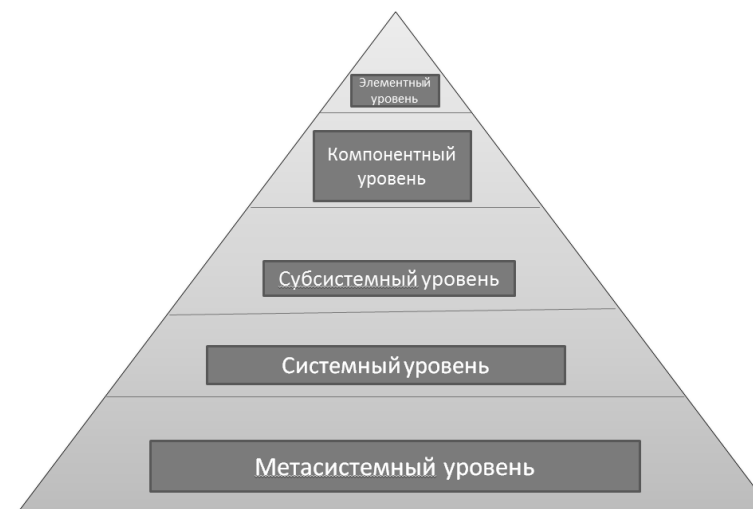 Элементный
уровень
Компонентный
уровень
Субсистемный уровень
Системный уровень
Метасистемный уровень